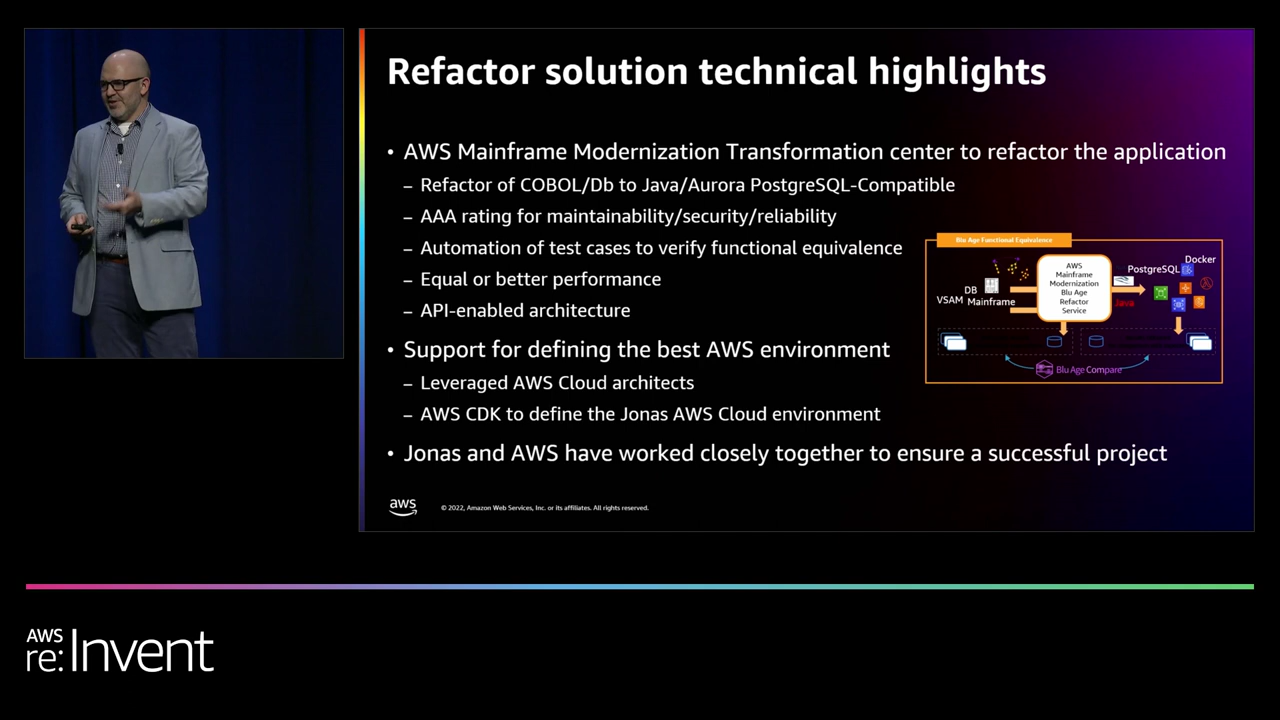 Refactor solution technical highlights
• AWS Mainframe Modernization Transformation center to refactor the application
– Refactor of COBOL/Db to Java/Aurora PostgreSQL-Compatible
– AAA rating for maintainability/security/reliability
– Automation of test cases to verify functional equivalence
– Equal or better performance
– API-enabled architecture
• Support for defining the best AWS environment
– Leveraged AWS Cloud architects
– AWS CDK to define the Jonas AWS Cloud environment
• Jonas and AWS have worked closely together to ensure a successful project
Blu Age Functional Equivalence
DB
VSAM Mainframe
AWS
Mainframe
Modernization
Blu Age
Refactor
Service
Docker
PostgreSQL
Java
Blu Age Compare
aws
© 2022, Amazon Web Services, Inc. or its affiliates. All rights reserved.
AWS
re:Invent